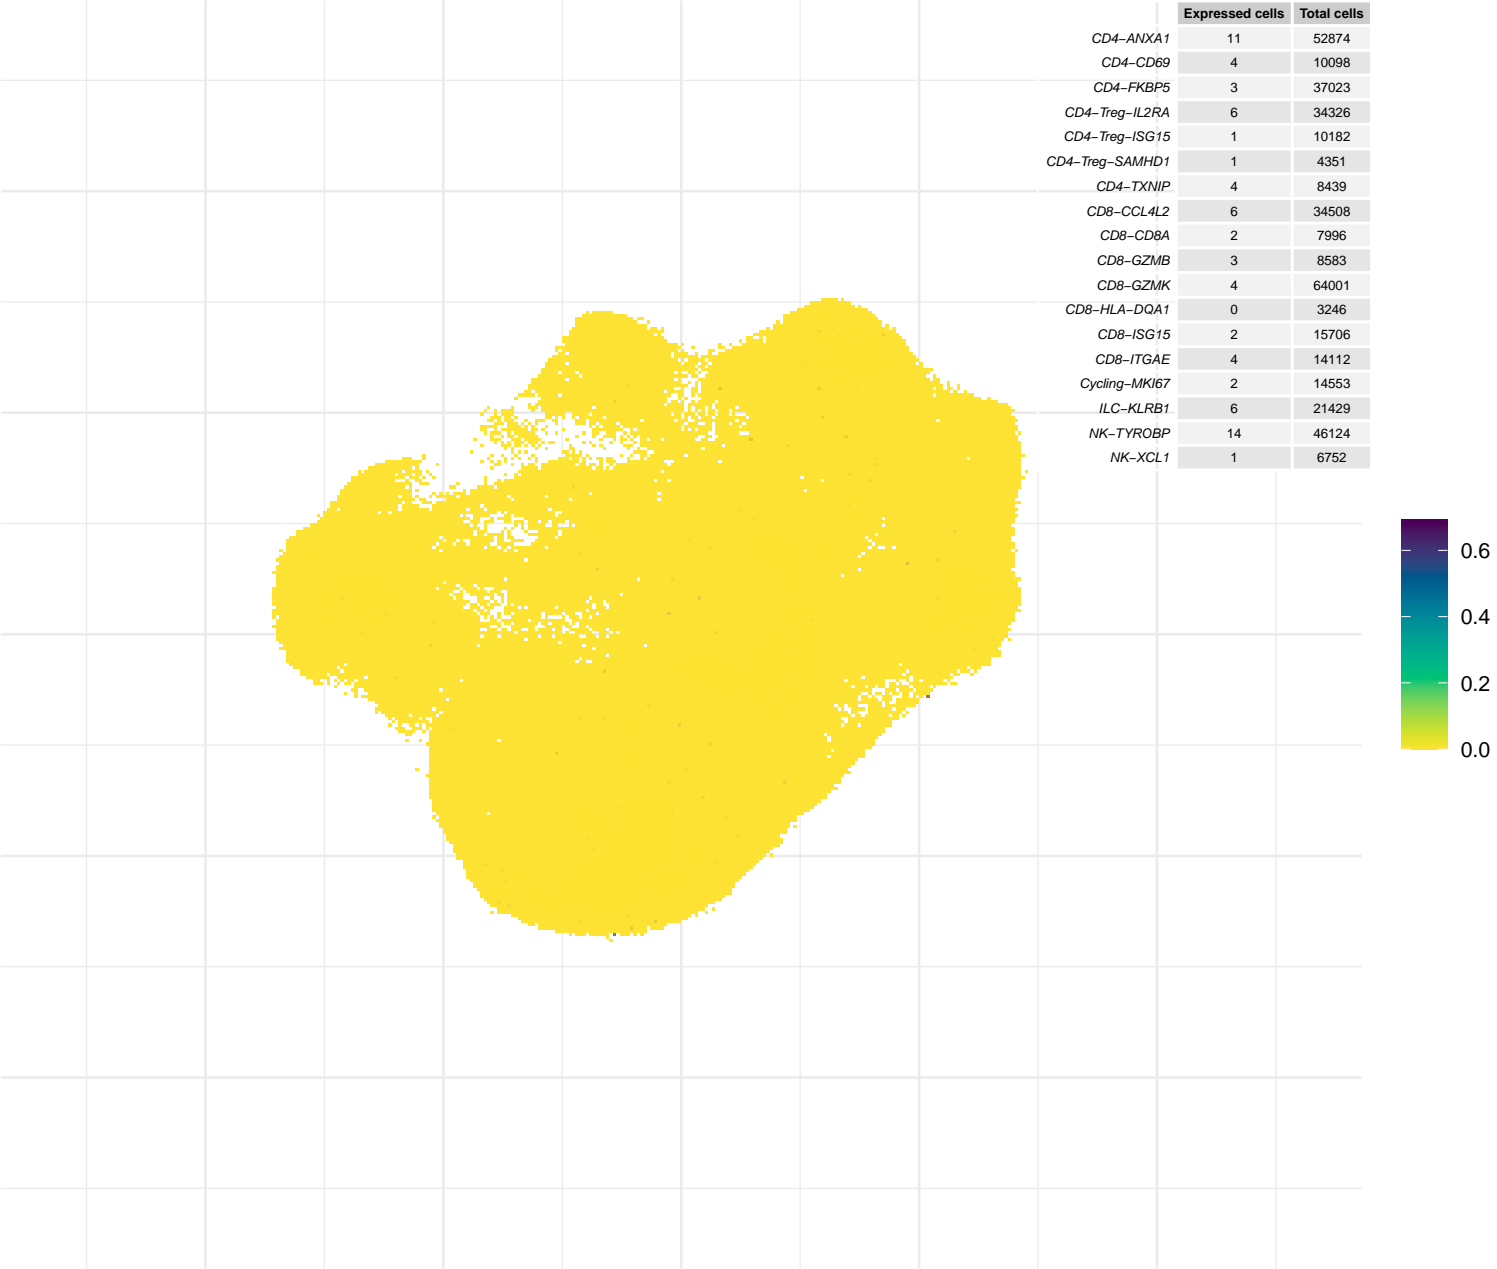 Expressed cells Total cells
CD4−ANXA1 11 52874
CD4−CD69 4 10098
CD4−FKBP5 3 37023
CD4−Treg−IL2RA 6 34326
CD4−Treg−ISG15 1 10182
CD4−Treg−SAMHD1 1 4351
CD4−TXNIP 4 8439
CD8−CCL4L2 6 34508
CD8−CD8A 2 7996
CD8−GZMB 3 8583
CD8−GZMK 4 64001
CD8−HLA−DQA1 0 3246
CD8−ISG15 2 15706
CD8−ITGAE 4 14112
Cycling−MKI67 2 14553
ILC−KLRB1 6 21429
NK−TYROBP 14 46124
NK−XCL1 1 6752
0.6
0.4
0.2
0.0